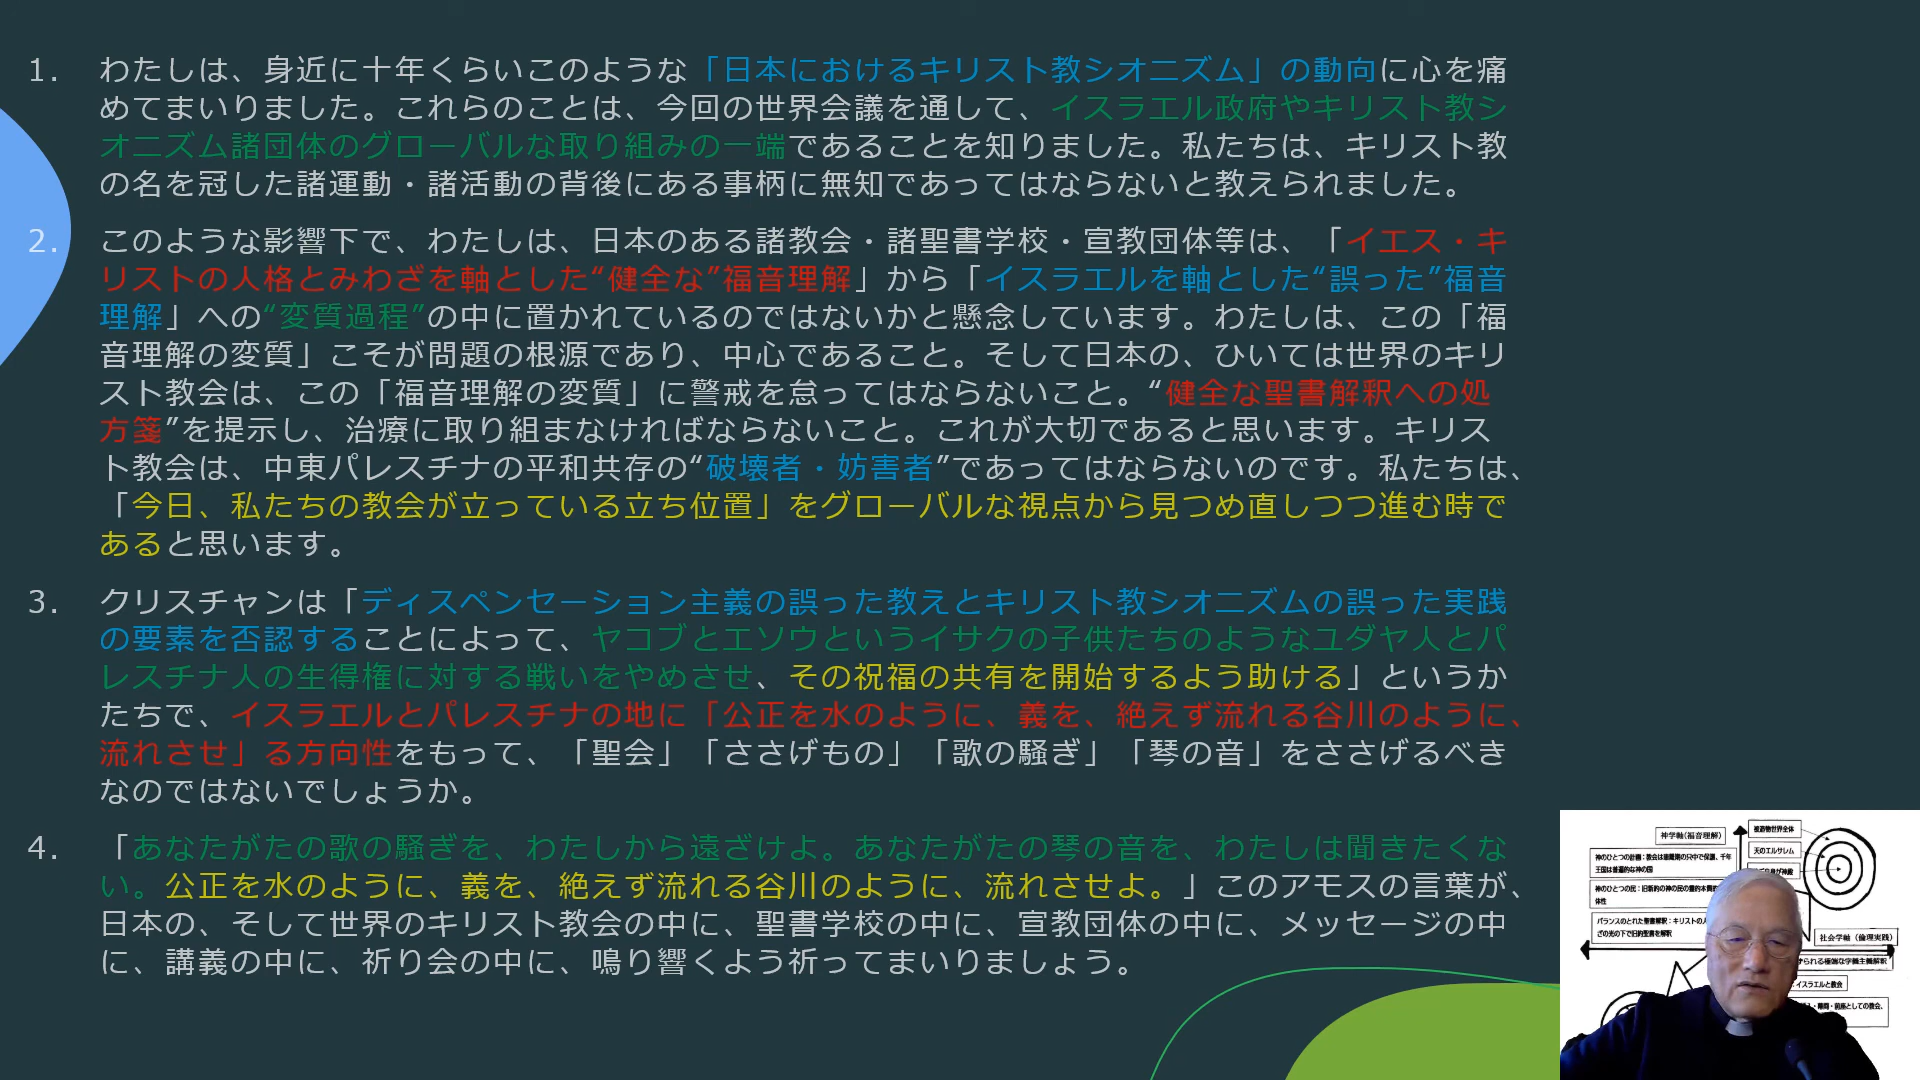 1. わたしは、身近に十年くらいこのような「日本におけるキリスト教シオニズム」の動向に心を痛
めてまいりました。これらのことは、今回の世界会議を通して、イスラエル政府やキリスト教シ
オニズム諸団体のグローバルな取り組みの一端であることを知りました。私たちは、キリスト教
の名を冠した諸運動・諸活動の背後にある事柄に無知であってはならないと教えられました。
2. このような影響下で、わたしは、日本のある諸教会・諸聖書学校・宣教団体等は、「イエス・キ
リストの人格とみわざを軸とした“健全な”福音理解」から「イスラエルを軸とした“誤った”福音
理解」への“変質過程”の中に置かれているのではないかと懸念しています。わたしは、この「福
音理解の変質」こそが問題の根源であり、中心であること。そして日本の、ひいては世界のキリ
スト教会は、この「福音理解の変質」に警戒を怠ってはならないこと。“健全な聖書解釈への処
方箋”を提示し、治療に取り組まなければならないこと。これが大切であると思います。キリス
ト教会は、中東パレスチナの平和共存の“破壊者・妨害者”であってはならないのです。私たちは、
「今日、私たちの教会が立っている立ち位置」をグローバルな視点から見つめ直しつつ進む時で
あると思います。
3. クリスチャンは「ディスペンセーション主義の誤った教えとキリスト教シオニズムの誤った実践
の要素を否認することによって、ヤコブとエソウというイサクの子供たちのようなユダヤ人とパ
レスチナ人の生得権に対する戦いをやめさせ、その祝福の共有を開始するよう助ける」というか
たちで、イスラエルとパレスチナの地に「公正を水のように、義を、絶えず流れる谷川のように、
流れさせ」る方向性をもって、「聖会」「ささげもの」「歌の騒ぎ」「琴の音」をささげるべき
なのではないでしょうか。
4. 「あなたがたの歌の騒ぎを、わたしから遠ざけよ。あなたがたの琴の音を、わたしは聞きたくな
い。公正を水のように、義を、絶えず流れる谷川のように、流れさせよ。」このアモスの言葉が、
日本の、そして世界のキリスト教会の中に、聖書学校の中に、宣教団体の中に、メッセージの中
に、講義の中に、祈り会の中に、鳴り響くよう祈ってまいりましょう。
神学軸(福音理解)
被造物世界全体
天のエルサレム
王国は普遍的な神の国
体性
社会学軸（倫理実践）
イスラエルと教会